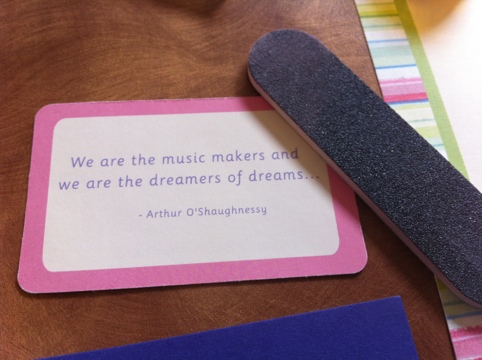 We are the music makers and
we are the dreamers of dreams...
- Arthur O'Shaughnessy